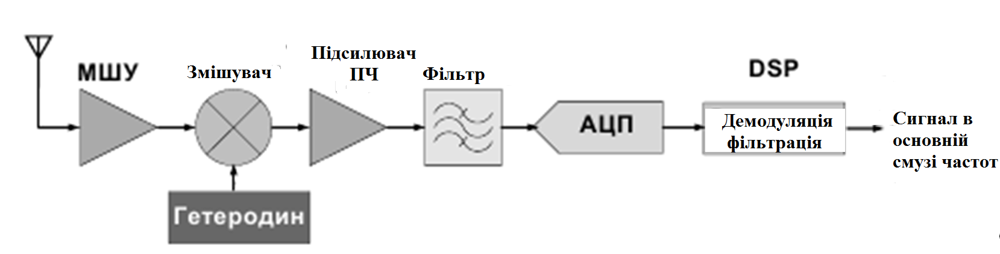 МШУ
Змішувач
Підсилювач
ПЧ
Фільтр
АЦП
DSP
Демодуляція
фільтрація
Сигнал в
основній
смузі частот
Гетеродин